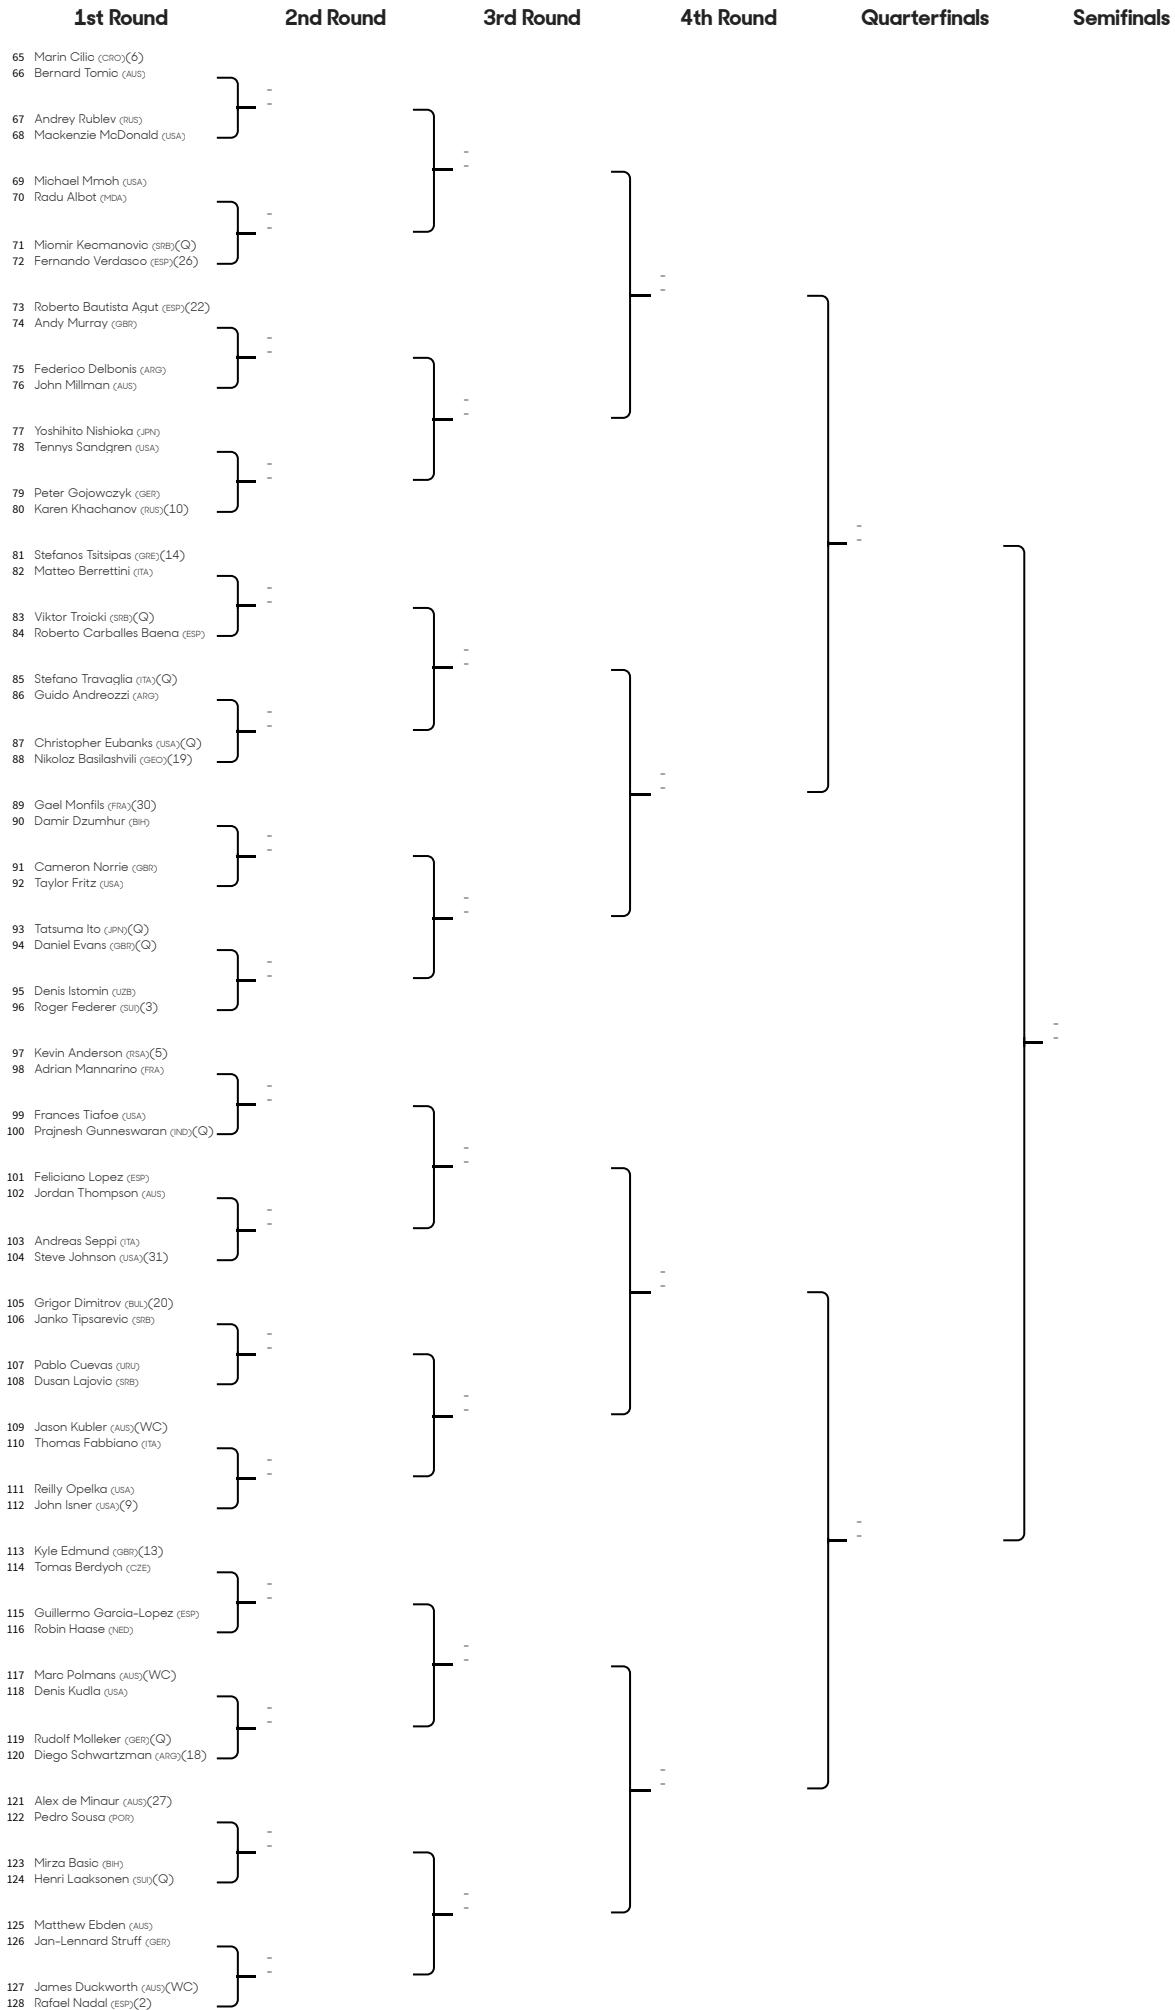 1st Round 2nd Round 3rd Round 4th Round Quarterfinals Semifinals
65 Marin Cilic (CRO)(6)
66 Bernard Tomic (AUS)
67 Andrey Rublev (RUS)
68 Mackenzie McDonald (USA)
69 Michael Mmoh (USA)
70 Radu Albot (MDA)
71 Miomir Kecmanovic (SRB)(Q)
72 Fernando Verdasco (ESP)(26)
73 Roberto Bautista Agut (ESP)(22)
74 Andy Murray (GBR)
75 Federico Delbonis (ARG)
76 John Millman (AUS)
77 Yoshihito Nishioka (JPN)
78 Tennys Sandgren (USA)
79 Peter Gojowczyk (GER)
80 Karen Khachanov (RUS)(10)
81 Stefanos Tsitsipas (GRE)(14)
82 Matteo Berrettini (ITA)
83 Viktor Troicki (SRB)(Q)
84 Roberto Carballes Baena (ESP)
85 Stefano Travaglia (ITA)(Q)
86 Guido Andreozzi (ARG)
87 Christopher Eubanks (USA)(Q)
88 Nikoloz Basilashvili (GEO)(19)
89 Gael Monfils (FRA)(30)
90 Damir Dzumhur (BIH)
91 Cameron Norrie (GBR)
92 Taylor Fritz (USA)
93 Tatsuma Ito (JPN)(Q)
94 Daniel Evans (GBR)(Q)
95 Denis Istomin (UZB)
96 Roger Federer (SUI)(3)
97 Kevin Anderson (RSA)(5)
98 Adrian Mannarino (FRA)
99 Frances Tiafoe (USA)
100 Prajnesh Gunneswaran (IND)(Q)
101 Feliciano Lopez (ESP)
102 Jordan Thompson (AUS)
103 Andreas Seppi (ITA)
104 Steve Johnson (USA)(31)
105 Grigor Dimitrov (BUL)(20)
106 Janko Tipsarevic (SRB)
107 Pablo Cuevas (URU)
108 Dusan Lajovic (SRB)
109 Jason Kubler (AUS)(WC)
110 Thomas Fabbiano (ITA)
111 Reilly Opelka (USA)
112 John Isner (USA)(9)
113 Kyle Edmund (GBR)(13)
114 Tomas Berdych (CZE)
115 Guillermo Garcia-Lopez (ESP)
116 Robin Haase (NED)
117 Marc Polmans (AUS)(WC)
118 Denis Kudla (USA)
119 Rudolf Molleker (GER)(Q)
120 Diego Schwartzman (ARG)(18)
121 Alex de Minaur (AUS)(27)
122 Pedro Sousa (POR)
123 Mirza Basic (BIH)
124 Henri Laaksonen (SUI)(Q)
125 Matthew Ebden (AUS)
126 Jan-Lennard Struff (GER)
127 James Duckworth (AUS)(WC)
128 Rafael Nadal (ESP)(2)